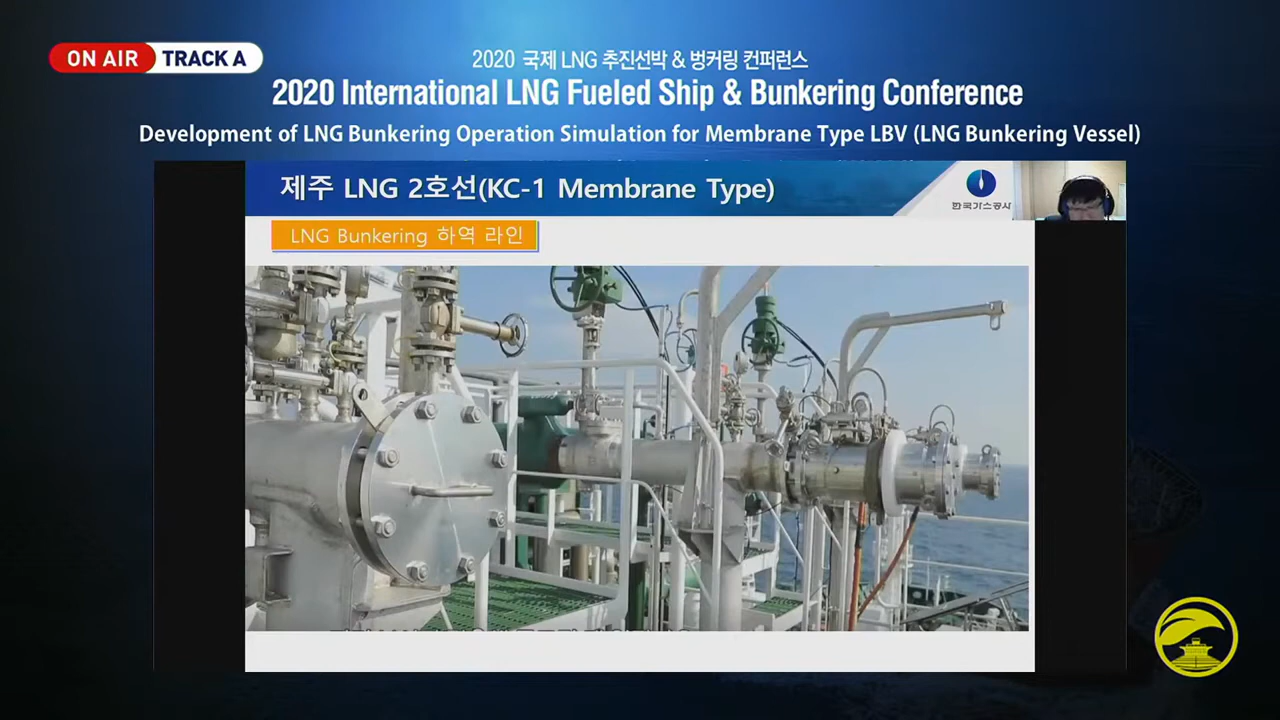 ON AIR TRACK A
2020 국제 LNG 추진선박 & 벙커링 컨퍼런스
2020 International LNG Fueled Ship & Bunkering Conference
Development of LNG Bunkering Operation Simulation for Membrane Type LBV (LNG Bunkering Vessel)
제주 LNG 2호선(KC-1 Membrane Type)
한국가스공사
LNG Bunkering 하역 라인